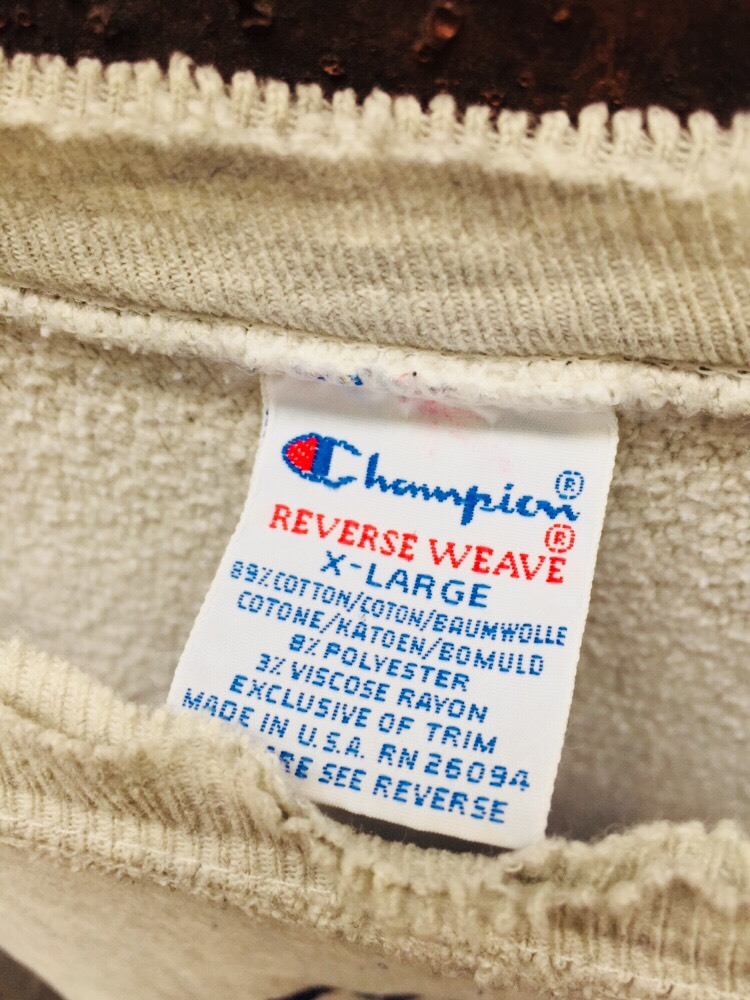 Champion®
REVERSE WEAVE®
X-LARGE
89% COTTON/COTON/BAUMWOLLE
COTONE/KATOEN/BOMULD
8% POLYESTER
3% VISCOSE RAYON
EXCLUSIVE OF TRIM
MADE IN U.S.A. RN 26094
SEE REVERSE